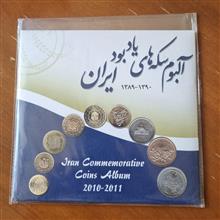 آلبوم سکه های یادبود
ایران
۱۳۸۹-۱۳۹۰
Iran Commemorative
Coins Album
2010-2011